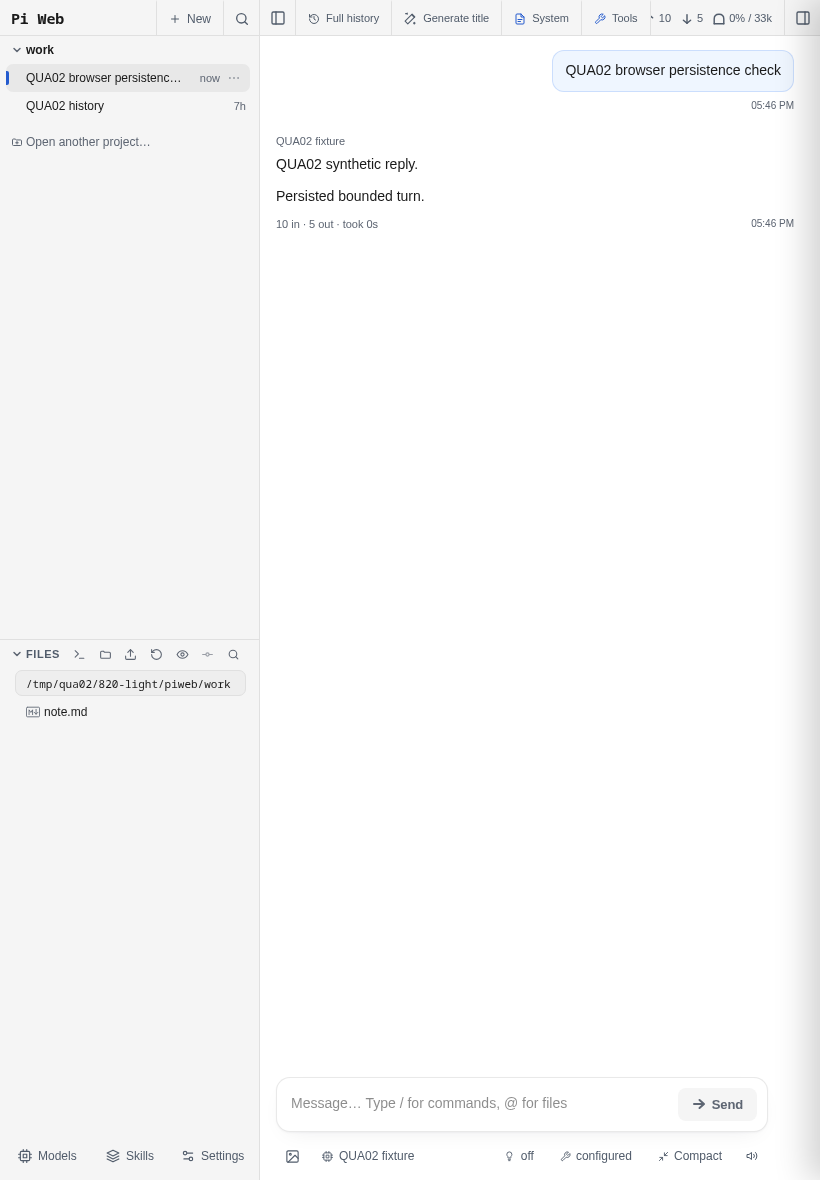 Pi Web
New
Full history
Generate title
System
Tools
10
5
0% / 33k
work
QUA02 browser persistenc…
now
QUA02 history
7h
Open another project…
QUA02 browser persistence check
05:46 PM
QUA02 fixture
QUA02 synthetic reply.
Persisted bounded turn.
10 in · 5 out · took 0s
05:46 PM
FILES
/tmp/qua02/820-light/piweb/work
note.md
Message… Type / for commands, @ for files
Send
Models
Skills
Settings
QUA02 fixture
off
configured
Compact